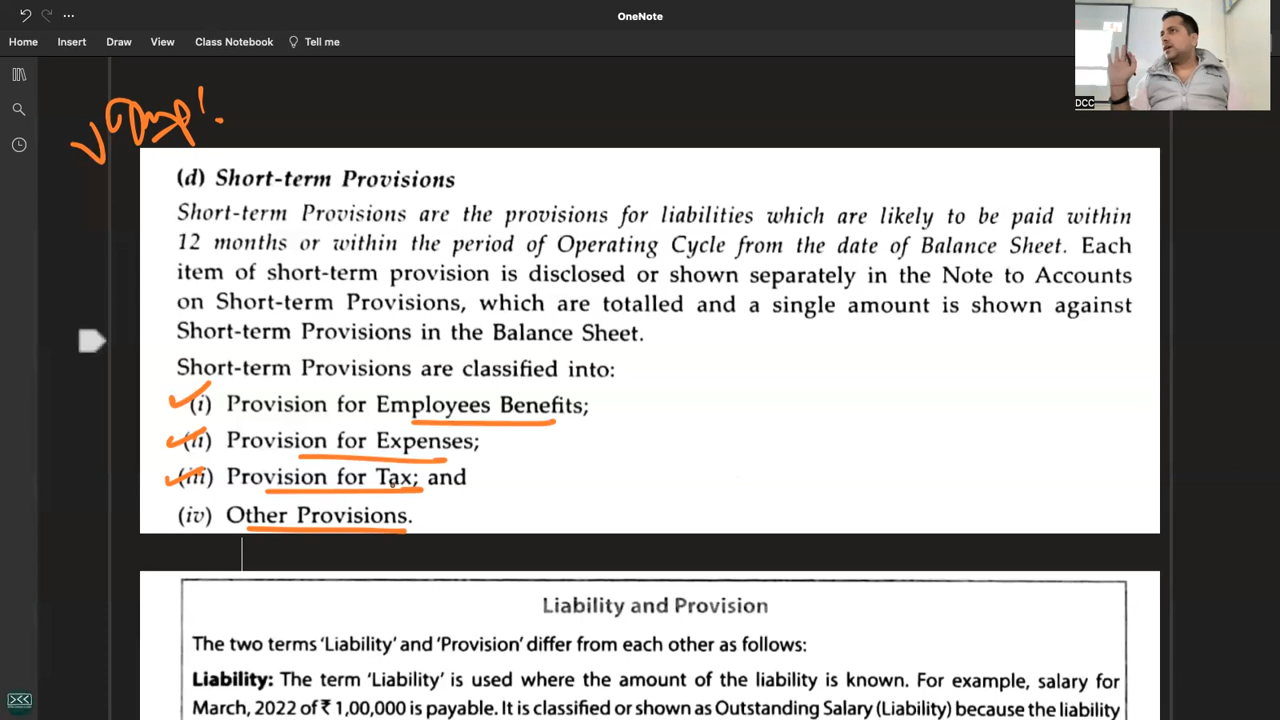 OneNote
Home Insert Draw View Class Notebook Tell me
DCC
(d) Short-term Provisions
Short-term Provisions are the provisions for liabilities which are likely to be paid within
12 months or within the period of Operating Cycle from the date of Balance Sheet. Each
item of short-term provision is disclosed or shown separately in the Note to Accounts
on Short-term Provisions, which are totalled and a single amount is shown against
Short-term Provisions in the Balance Sheet.
Short-term Provisions are classified into:
(i) Provision for Employees Benefits;
(ii) Provision for Expenses;
(iii) Provision for Tax; and
(iv) Other Provisions.
Liability and Provision
The two terms ‘Liability’ and ‘Provision’ differ from each other as follows:
Liability: The term ‘Liability’ is used where the amount of the liability is known. For example, salary for
March, 2022 of ₹ 1,00,000 is payable. It is classified or shown as Outstanding Salary (Liability) because the liability